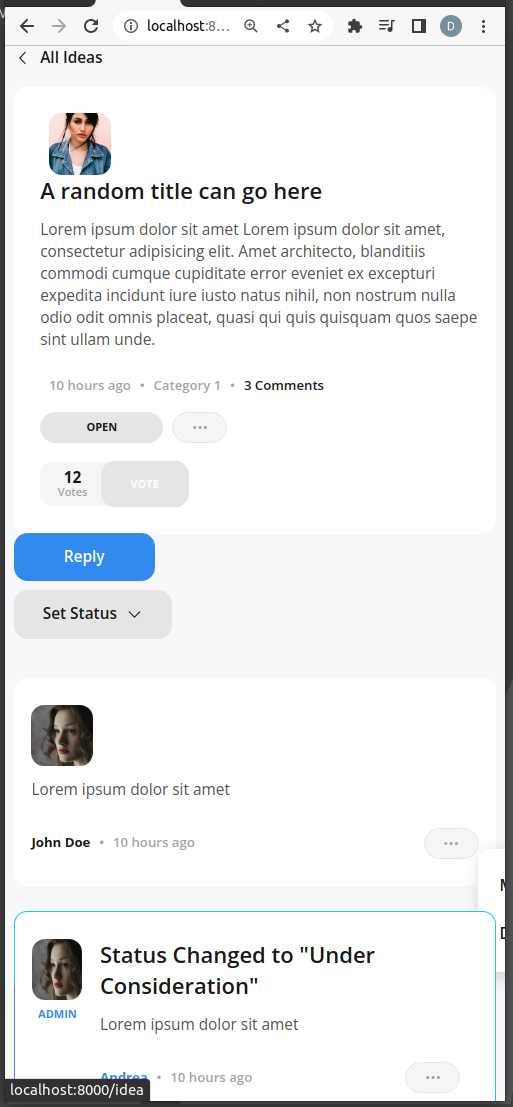 localhost:8...
D
All Ideas
A random title can go here
Lorem ipsum dolor sit amet Lorem ipsum dolor sit amet,
consectetur adipisicing elit. Amet architecto, blanditiis
commodi cumque cupiditate error eveniet ex excepturi
expedita incidunt iure iusto natus nihil, non nostrum nulla
odio odit omnis placeat, quasi qui quis quisquam quos saepe
sint ullam unde.
10 hours ago • Category 1 • 3 Comments
OPEN
12
Votes
VOTE
Reply
Set Status
Lorem ipsum dolor sit amet
John Doe • 10 hours ago
Status Changed to "Under
Consideration"
ADMIN
Lorem ipsum dolor sit amet
Andrea • 10 hours ago
localhost:8000/idea